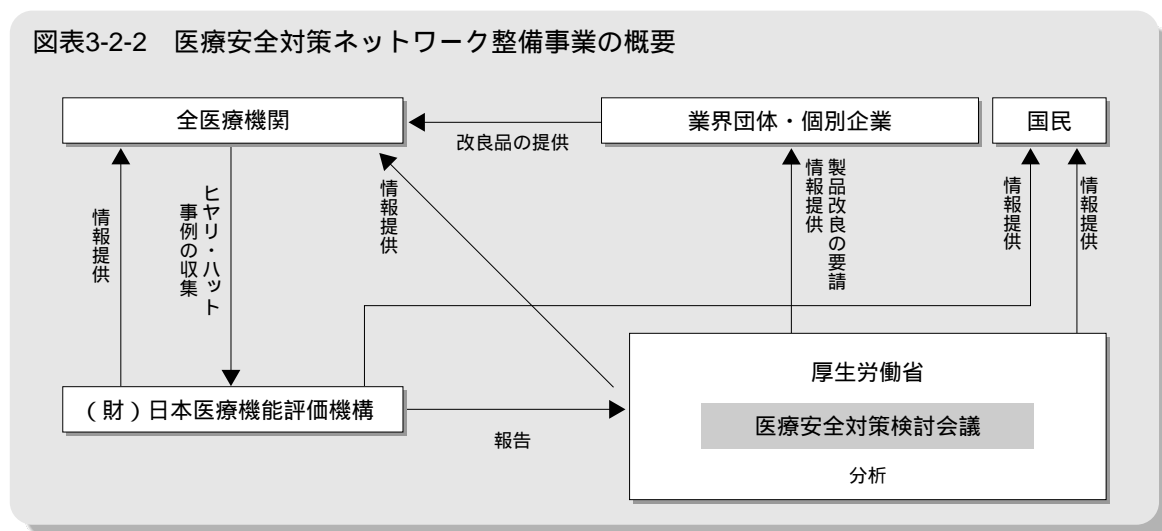 図表3-2-2　医療安全対策ネットワーク整備事業の概要
全医療機関
業界団体・個別企業
国民
改良品の提供
情報提供
ヒヤリ・ハット
事例の収集
情報提供
製品改良の要請
情報提供
情報提供
情報提供
（財）日本医療機能評価機構
報告
厚生労働省
医療安全対策検討会議
分析